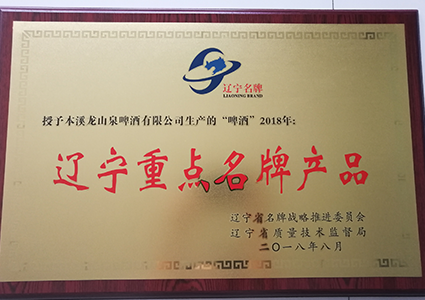 辽宁名牌
LIAONING BRAND
授予本溪龙山泉啤酒有限公司生产的“啤酒”2018年:
辽宁重点名牌产品
辽宁省名牌战略推进委员会
辽宁省质量技术监督局
二〇一八年八月